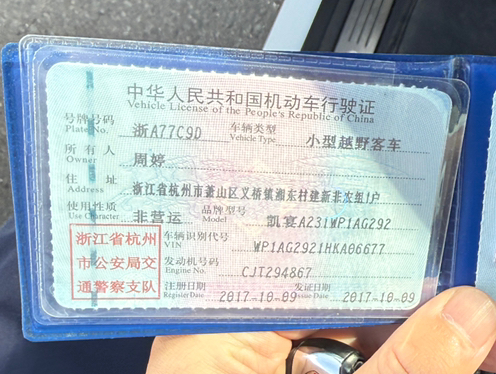 中华人民共和国机动车行驶证
Vehicle License of the People's Republic of China
号牌号码 浙A77C9D 车辆类型 小型越野客车
Plate No. Vehicle Type
所有人 周婷
Owner
住址 浙江省杭州市萧山区义桥镇湘东村建新非农组1户
Address
使用性质 非营运 品牌型号 凯宴A231WP1AG292
Use Character
车辆识别代号 WP1AG2921HKA06677
VIN
发动机号码 CJT294867
Engine No.
注册日期 2017-10-09 发证日期 2017-10-09
Register Date Issue Date
浙江省杭州
市公安局交
通警察支队